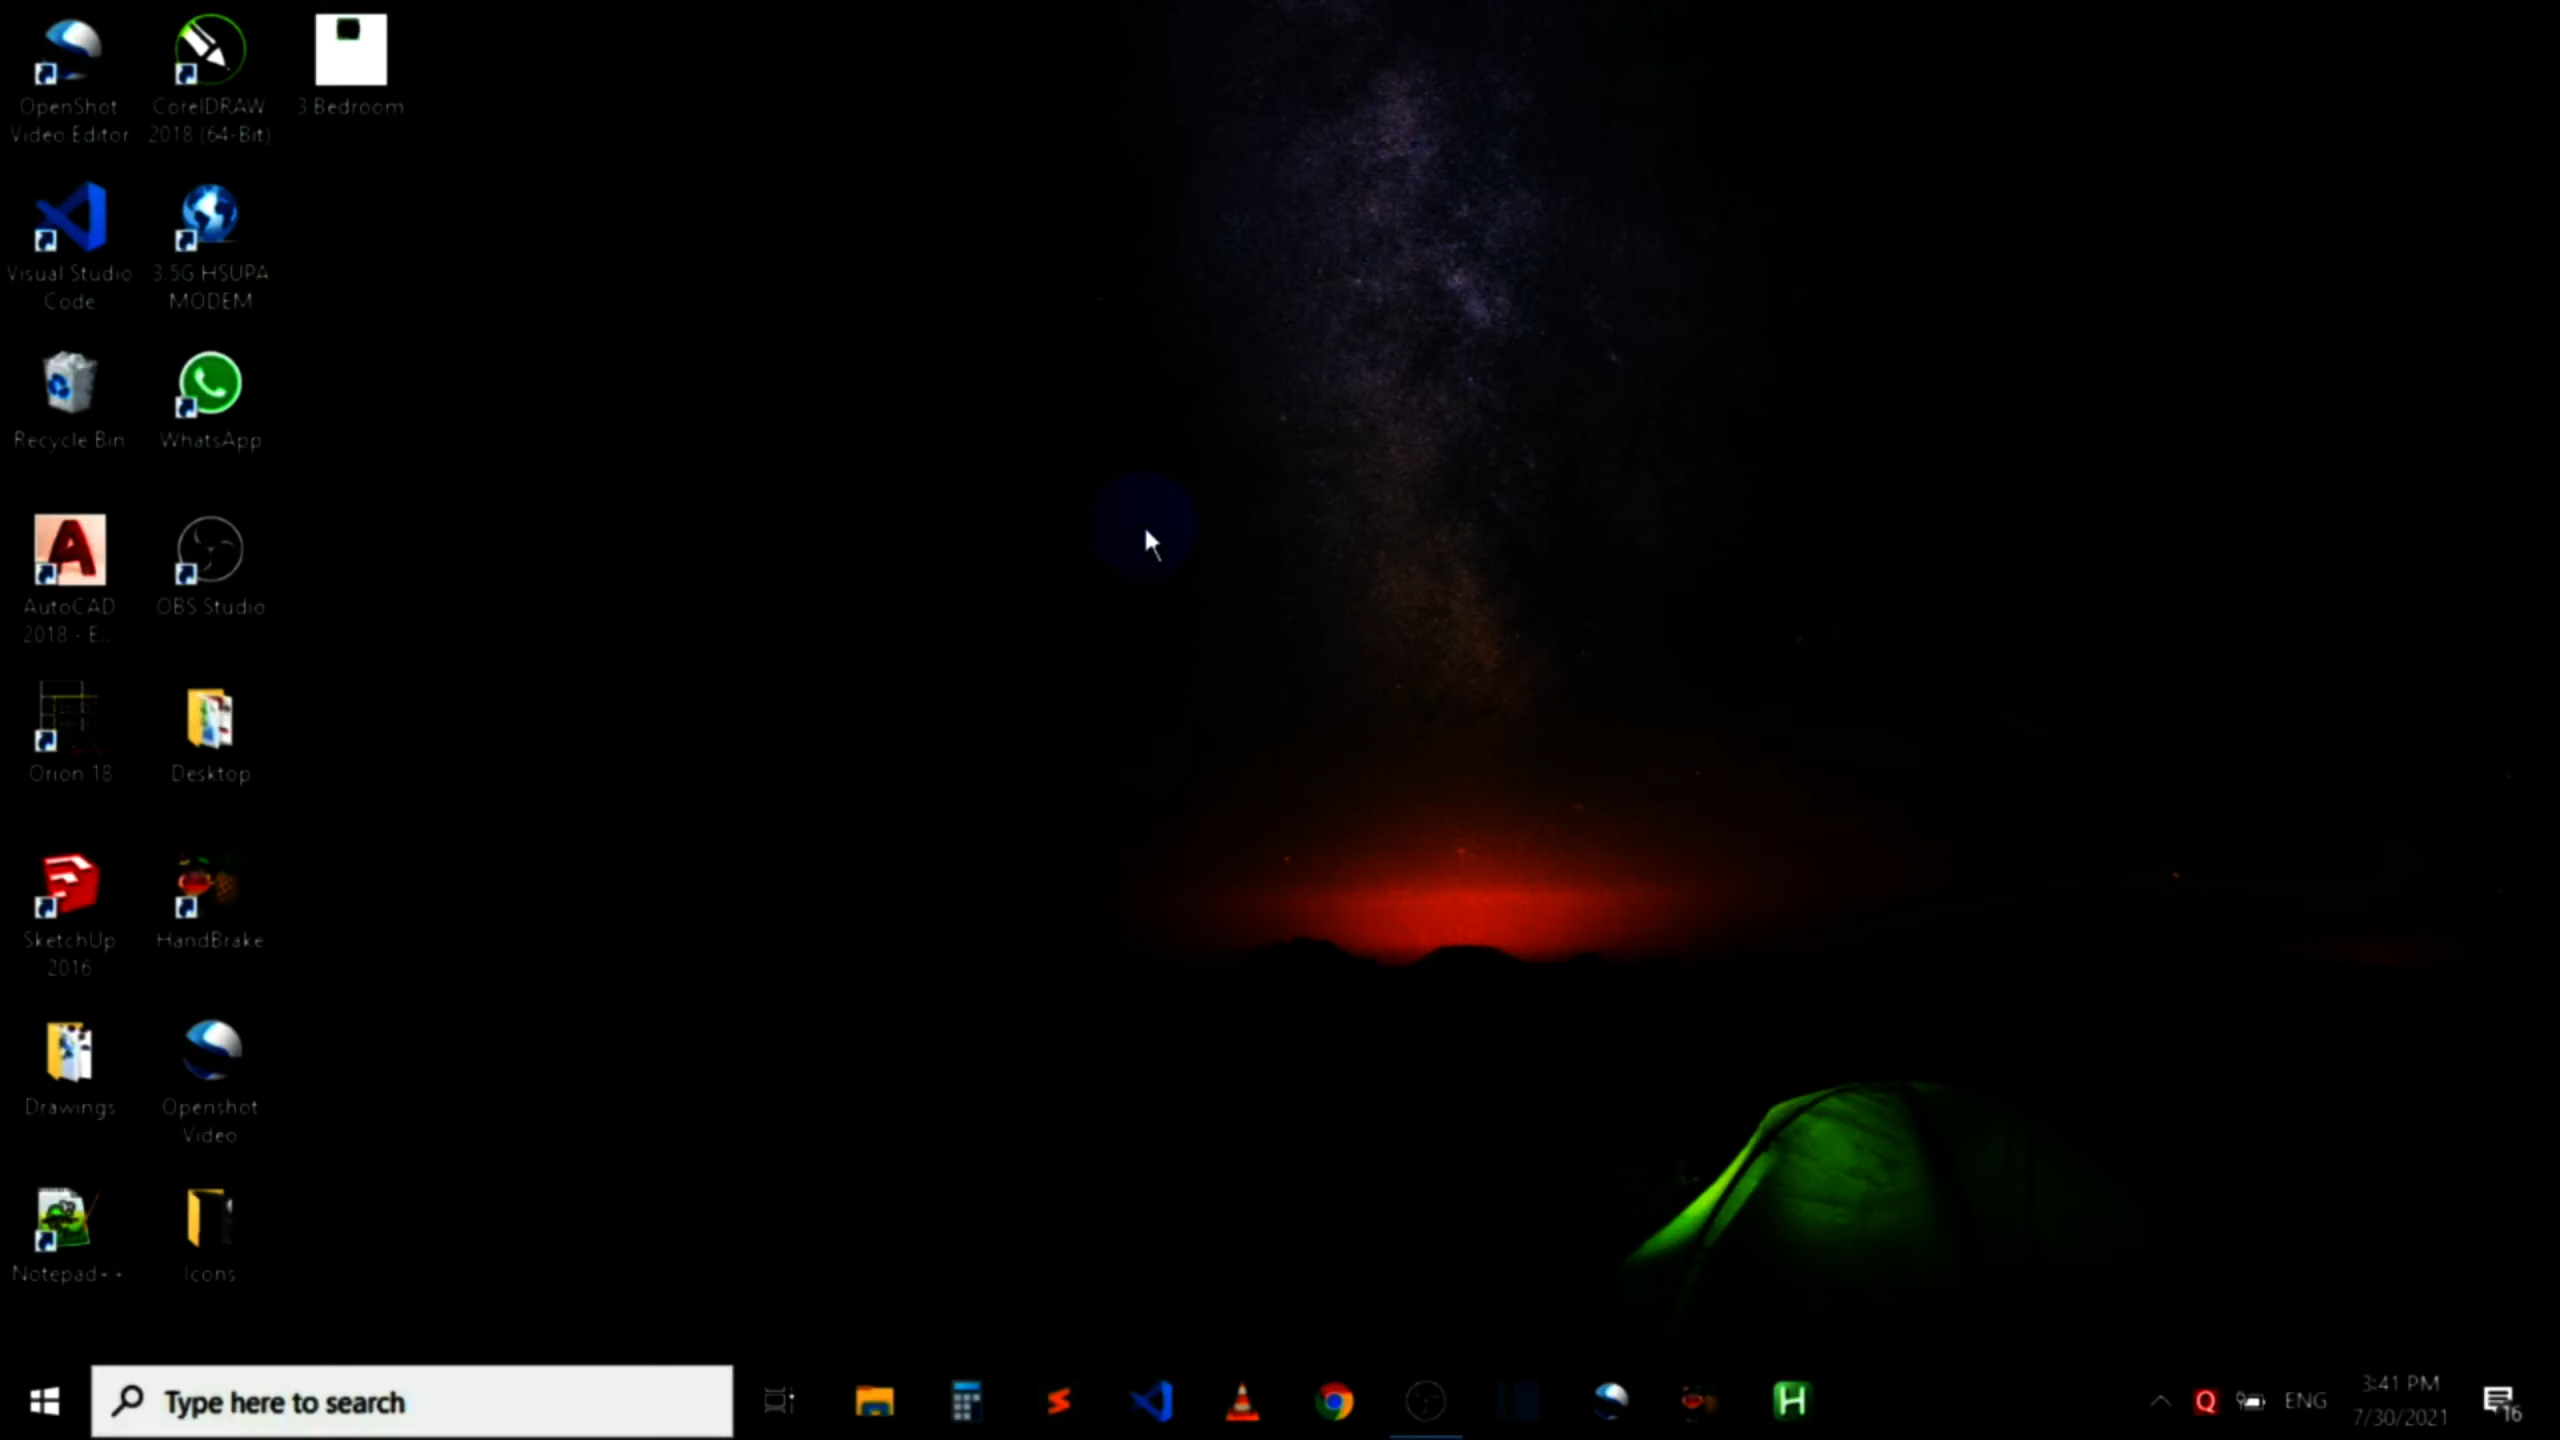 OpenShot
Video Editor
CorelDRAW
2018 (64-Bit)
3 Bedroom
Visual Studio
Code
3.5G HSUPA
MODEM
Recycle Bin
WhatsApp
AutoCAD
2018 - E...
OBS Studio
Orion 18
Desktop
SketchUp
2016
HandBrake
Drawings
Openshot
Video
Notepad++
Icons
Type here to search
ENG
3:41 PM
7/30/2021
16